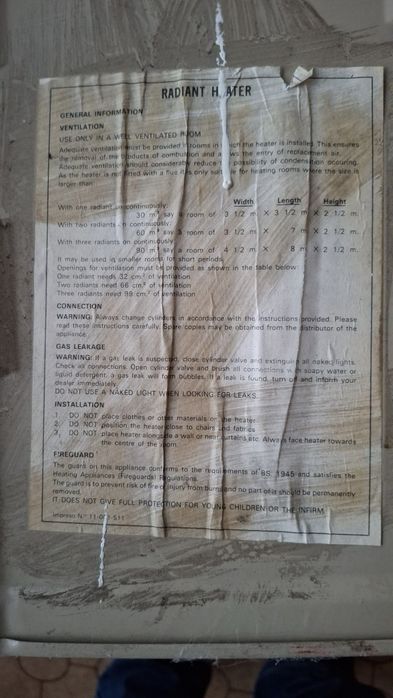 RADIANT HEATER
GENERAL INFORMATION
VENTILATION
USE ONLY IN A WELL VENTILATED ROOM
Adequate ventilation must be provided in rooms in which the heater is installed. This ensures
the removal of the products of combustion and allows the entry of replacement air.
Adequate ventilation should considerably reduce the possibility of condensation occuring.
As the heater is not fitted with a flue it is only suitable for heating rooms where the size is
larger than:
Width Length Height
With one radiant on continuously:
30 m³ say a room of 3 1/2 m X 3 1/2 m X 2 1/2 m.
With two radiants on continuously:
60 m³ say a room of 3 1/2 m X 7 m X 2 1/2 m.
With three radiants on continuously:
90 m³ say a room of 4 1/2 m X 8 m X 2 1/2 m.
It may be used in smaller rooms for short periods.
Openings for ventilation must be provided as shown in the table below:
One radiant needs 32 cm.² of ventilation
Two radiants need 66 cm.² of ventilation
Three radiants need 99 cm.² of ventilation
CONNECTION
WARNING: Always change cylinders in accordance with the instructions provided. Please
read these instructions carefully. Spare copies may be obtained from the distributor of the
appliance.
GAS LEAKAGE
WARNING: If a gas leak is suspected, close cylinder valve and extinguish all naked lights.
Check all connections. Open cylinder valve and brush all connections with soapy water or
liquid detergent, a gas leak will form bubbles. If a leak is found, turn off and inform your
dealer immediately.
DO NOT USE A NAKED LIGHT WHEN LOOKING FOR LEAKS.
INSTALLATION
1. DO NOT place clothes or other materials on the heater.
2. DO NOT position the heater close to chairs and fabrics
3. DO NOT place heater alongside a wall or near curtains etc. Always face heater towards
the centre of the room.
FIREGUARD
The guard on this appliance conforms to the requirements of BS. 1945 and satisfies the
Heating Appliances (Fireguards) Regulations.
The guard is to prevent risk of fire or injury from burns and no part of it should be permanently
removed.
IT DOES NOT GIVE FULL PROTECTION FOR YOUNG CHILDREN OR THE INFIRM.
Impreso N.°